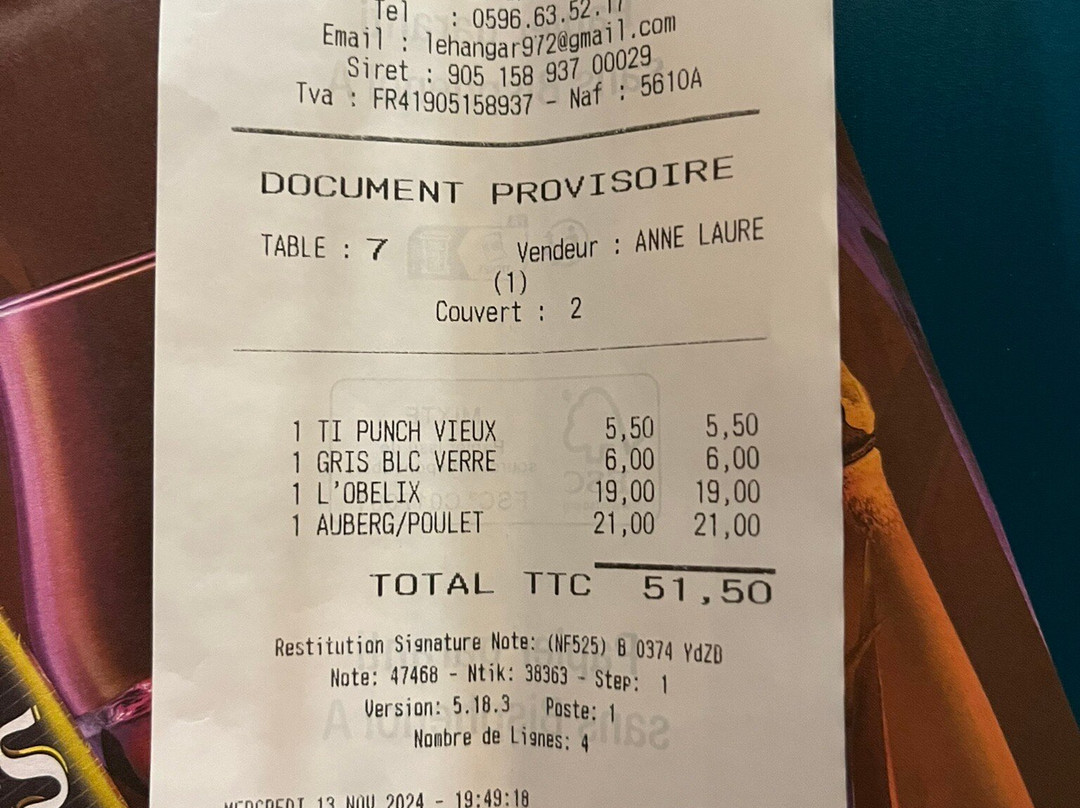 Tel : 0596.63.52.17
Email : lehangar972@gmail.com
Siret : 905 158 937 00029
Tva : FR41905158937 - Naf : 5610A
DOCUMENT PROVISOIRE
TABLE : 7 Vendeur : ANNE LAURE
(1)
Couvert : 2
1 TI PUNCH VIEUX 5,50 5,50
1 GRIS BLC VERRE 6,00 6,00
1 L'OBELIX 19,00 19,00
1 AUBERG/POULET 21,00 21,00
TOTAL TTC 51,50
Restitution Signature Note: (NF525) B 0374 YdZD
Note: 47468 - Ntik: 38363 - Step: 1
Version: 5.18.3 Poste: 1
Nombre de Lignes: 4
MERCREDI 13 NOV 2024 - 19:49:18